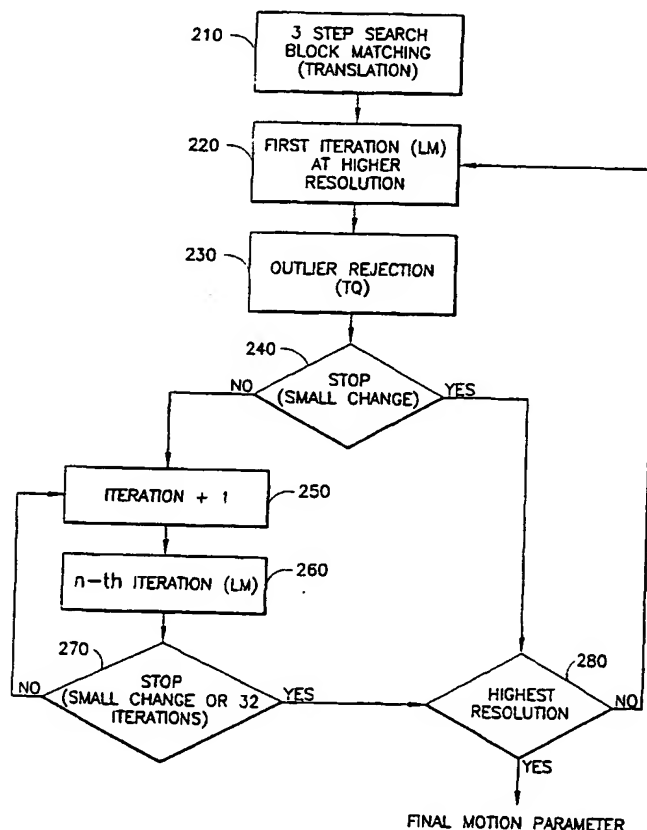 210
3 STEP SEARCH
BLOCK MATCHING
(TRANSLATION)
220
FIRST ITERATION (LM)
AT HIGHER
RESOLUTION
230
OUTLIER REJECTION
(TQ)
240
STOP
(SMALL CHANGE)
NO
YES
ITERATION + 1
250
n-th ITERATION (LM)
260
270
STOP
(SMALL CHANGE OR 32
ITERATIONS)
NO
YES
280
HIGHEST
RESOLUTION
NO
YES
FINAL MOTION PARAMETER